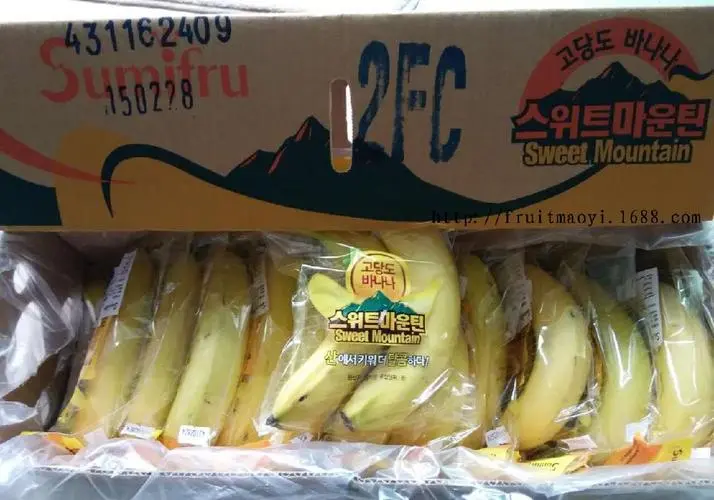 431162409
Sumifru
150228
2FC
고당도 바나나
스위트마운틴
Sweet Mountain
http://fruitmaoyi.1688.com
고당도
바나나
스위트마운틴
Sweet Mountain
산에서 키워 더 달콤하다!